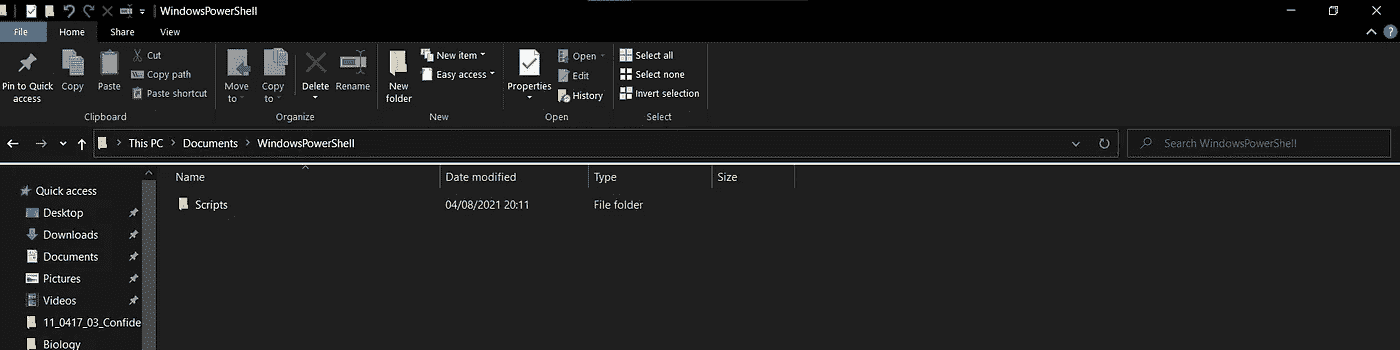 WindowsPowerShell
File Home Share View
Pin to Quick access
Copy
Paste
Cut
Copy path
Paste shortcut
Clipboard
Move to
Copy to
Delete
Rename
Organize
New folder
New item
Easy access
New
Properties
Open
Edit
History
Open
Select all
Select none
Invert selection
Select
This PC Documents WindowsPowerShell
Search WindowsPowerShell
Name Date modified Type Size
Scripts 04/08/2021 20:11 File folder
Quick access
Desktop
Downloads
Documents
Pictures
Videos
11_0417_03_Confide
Biology